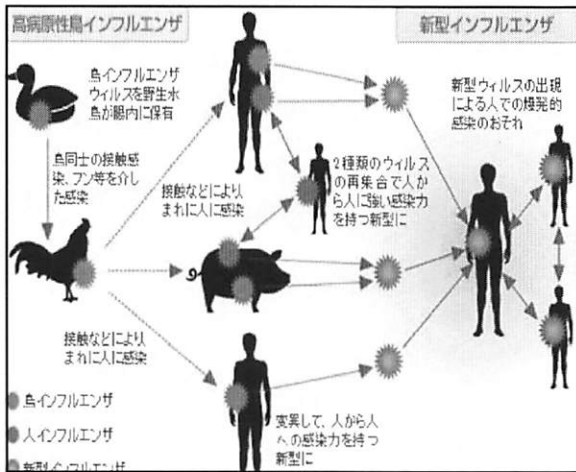 高病原性鳥インフルエンザ
新型インフルエンザ
鳥インフルエンザ
ウィルスを野生水
鳥が腸内に保有
新型ウィルスの出現
による人での爆発的
感染のおそれ
鳥同士の接触感
染、フン等を介し
た感染
接触などにより
まれに人に感染
2種類のウィルス
の再集合で人か
ら人に強い感染力
を持つ新型に
接触などにより
まれに人に感染
鳥インフルエンザ
人インフルエンザ
新型インフルエンザ
変異して、人から人
への感染力を持つ
新型に